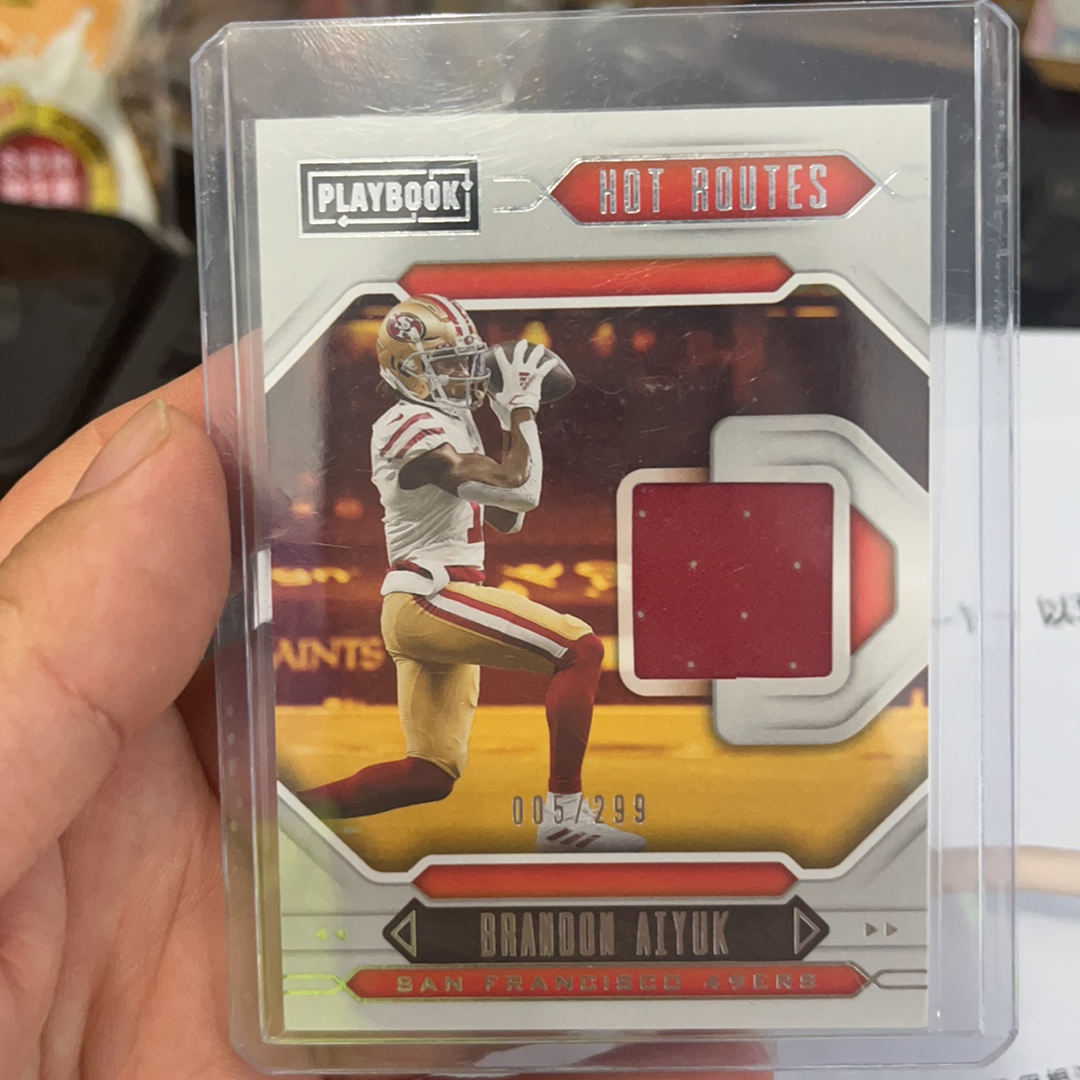 PLAYBOOK
HOT ROUTES
AINTS
005/299
BRANDON AIYUK
SAN FRANCISCO 49ERS